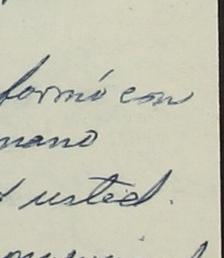 formó con
mano
usted.